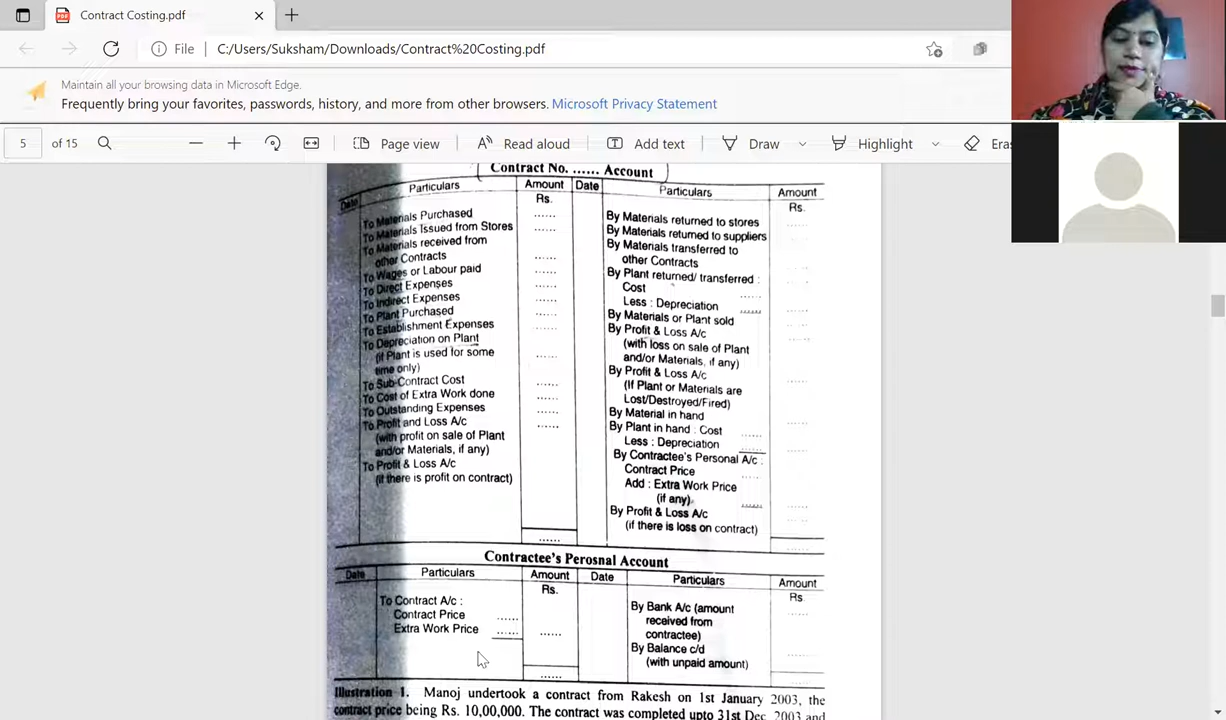 Contract Costing.pdf
File
C:/Users/Suksham/Downloads/Contract%20Costing.pdf
Maintain all your browsing data in Microsoft Edge.
Frequently bring your favorites, passwords, history, and more from other browsers. Microsoft Privacy Statement
5 of 15
Page view
Read aloud
Add text
Draw
Highlight
Eras
Contract No. ...... Account
Date Particulars Amount Date Particulars Amount
Rs. Rs.
To Materials Purchased ......
To Materials Issued from Stores ......
To Materials received from
other Contracts ......
To Wages or Labour paid ......
To Direct Expenses ......
To Indirect Expenses ......
To Plant Purchased ......
To Establishment Expenses ......
To Depreciation on Plant
(if Plant is used for some
time only) ......
To Sub-Contract Cost ......
To Cost of Extra Work done ......
To Outstanding Expenses ......
To Profit and Loss A/c ......
(with profit on sale of Plant
and/or Materials, if any)
To Profit & Loss A/c
(if there is profit on contract)
......
By Materials returned to stores ......
By Materials returned to suppliers ......
By Materials transferred to
other Contracts ......
By Plant returned/ transferred :
Cost ......
Less : Depreciation ...... ......
By Materials or Plant sold ......
By Profit & Loss A/c ......
(with loss on sale of Plant
and/or Materials, if any)
By Profit & Loss A/c ......
(If Plant or Materials are
Lost/Destroyed/Fired)
By Material in hand ......
By Plant in hand : Cost ......
Less : Depreciation ...... ......
By Contractee's Personal A/c :
Contract Price ......
Add : Extra Work Price
(if any) ...... ......
By Profit & Loss A/c ......
(if there is loss on contract)
......
Contractee's Perosnal Account
Date Particulars Amount Date Particulars Amount
Rs. Rs.
To Contract A/c :
Contract Price ......
Extra Work Price ...... ......
......
By Bank A/c (amount ......
received from
contractee)
By Balance c/d ......
(with unpaid amount)
......
Illustration 1. Manoj undertook a contract from Rakesh on 1st January 2003, the
contract price being Rs. 10,00,000. The contract was completed upto 31st Dec. 2003 and